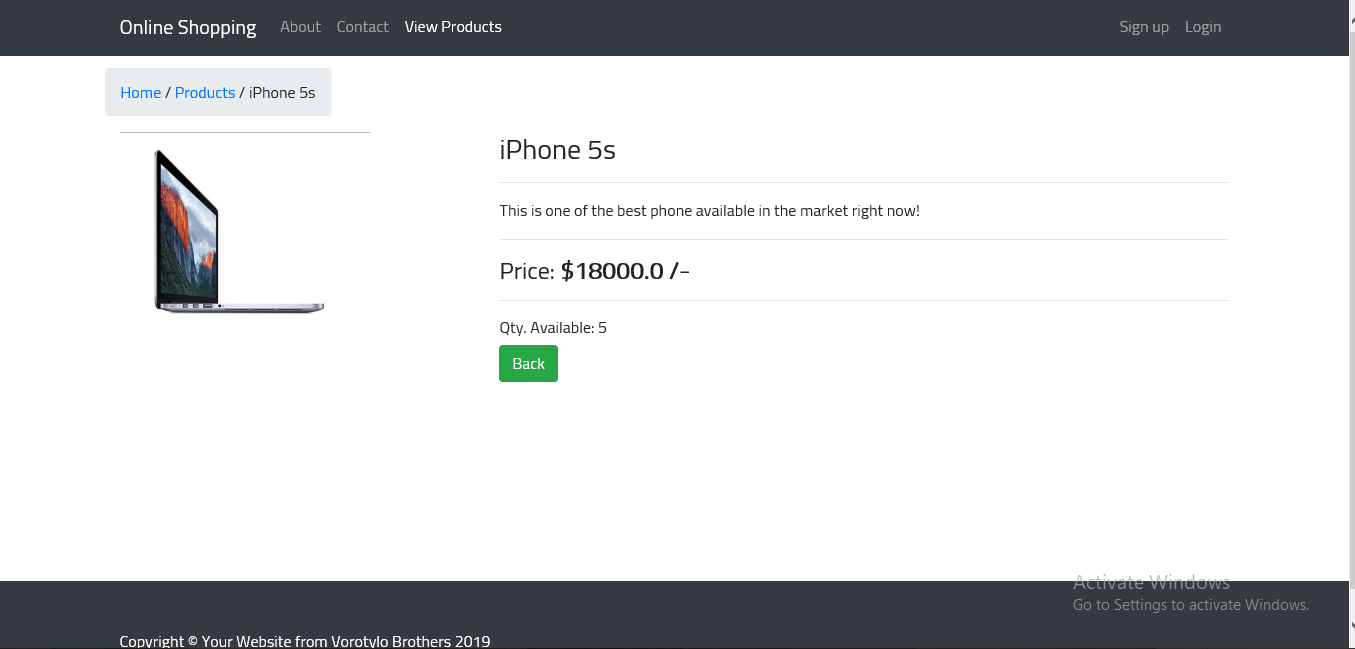 Online Shopping About Contact View Products Sign up Login
Home / Products / iPhone 5s
iPhone 5s
This is one of the best phone available in the market right now!
Price: $18000.0 /-
Qty. Available: 5
Back
Activate Windows
Go to Settings to activate Windows.
Copyright © Your Website from Vorotylo Brothers 2019